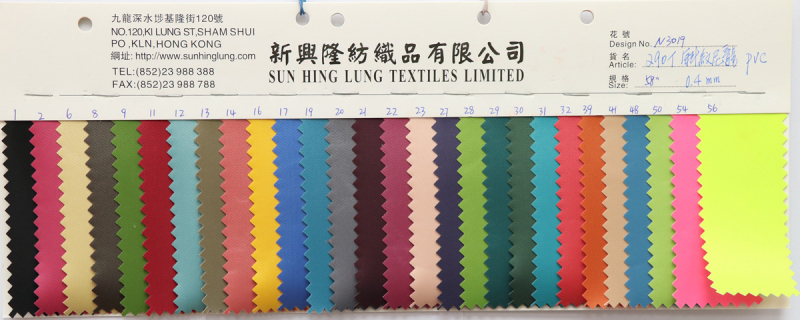 九龍深水埗基隆街120號
NO.120,KI LUNG ST,SHAM SHUI
PO ,KLN,HONG KONG
網址: http://www.sunhinglung.com
TEL:(852)23 988 388
FAX:(852)23 988 788
新興隆紡織品有限公司
SUN HING LUNG TEXTILES LIMITED
花號
Design No. N3019
貨名
Article: 290T PVC
規格
Size: 58" 0.4mm
1 2 6 8 9 11 12 13 14 16 17 19 20 21 22 23 27 28 29 30 31 32 39 41 48 50 54 56